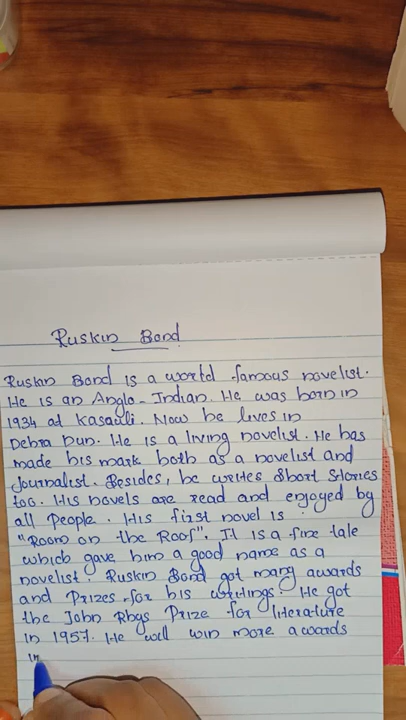 Ruskin Bond
Ruskin Bond is a world famous novelist.
He is an Anglo-Indian. He was born in
1934 at Kasauli. Now he lives in
Dehra Dun. He is a living novelist. He has
made his mark both as a novelist and
Journalist. Besides, he writes short stories
too. His novels are read and enjoyed by
all people. His first novel is
"Room on the Roof". It is a fine tale
which gave him a good name as a
novelist. Ruskin Bond got many awards
and Prizes for his writings. He got
the John Rhys Prize for literature
in 1957. He will win more awards
in